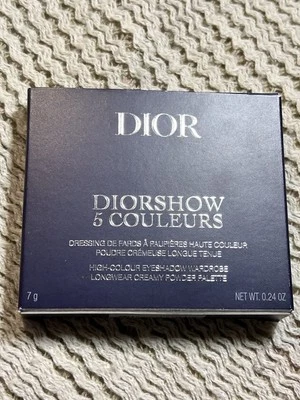 DIOR
DIORSHOW
5 COULEURS
DRESSING DE FARDS À PAUPIÈRES HAUTE COULEUR
POUDRE CRÉMEUSE LONGUE TENUE
HIGH-COLOUR EYESHADOW WARDROBE
LONGWEAR CREAMY POWDER PALETTE
7 g NET WT. 0.24 OZ